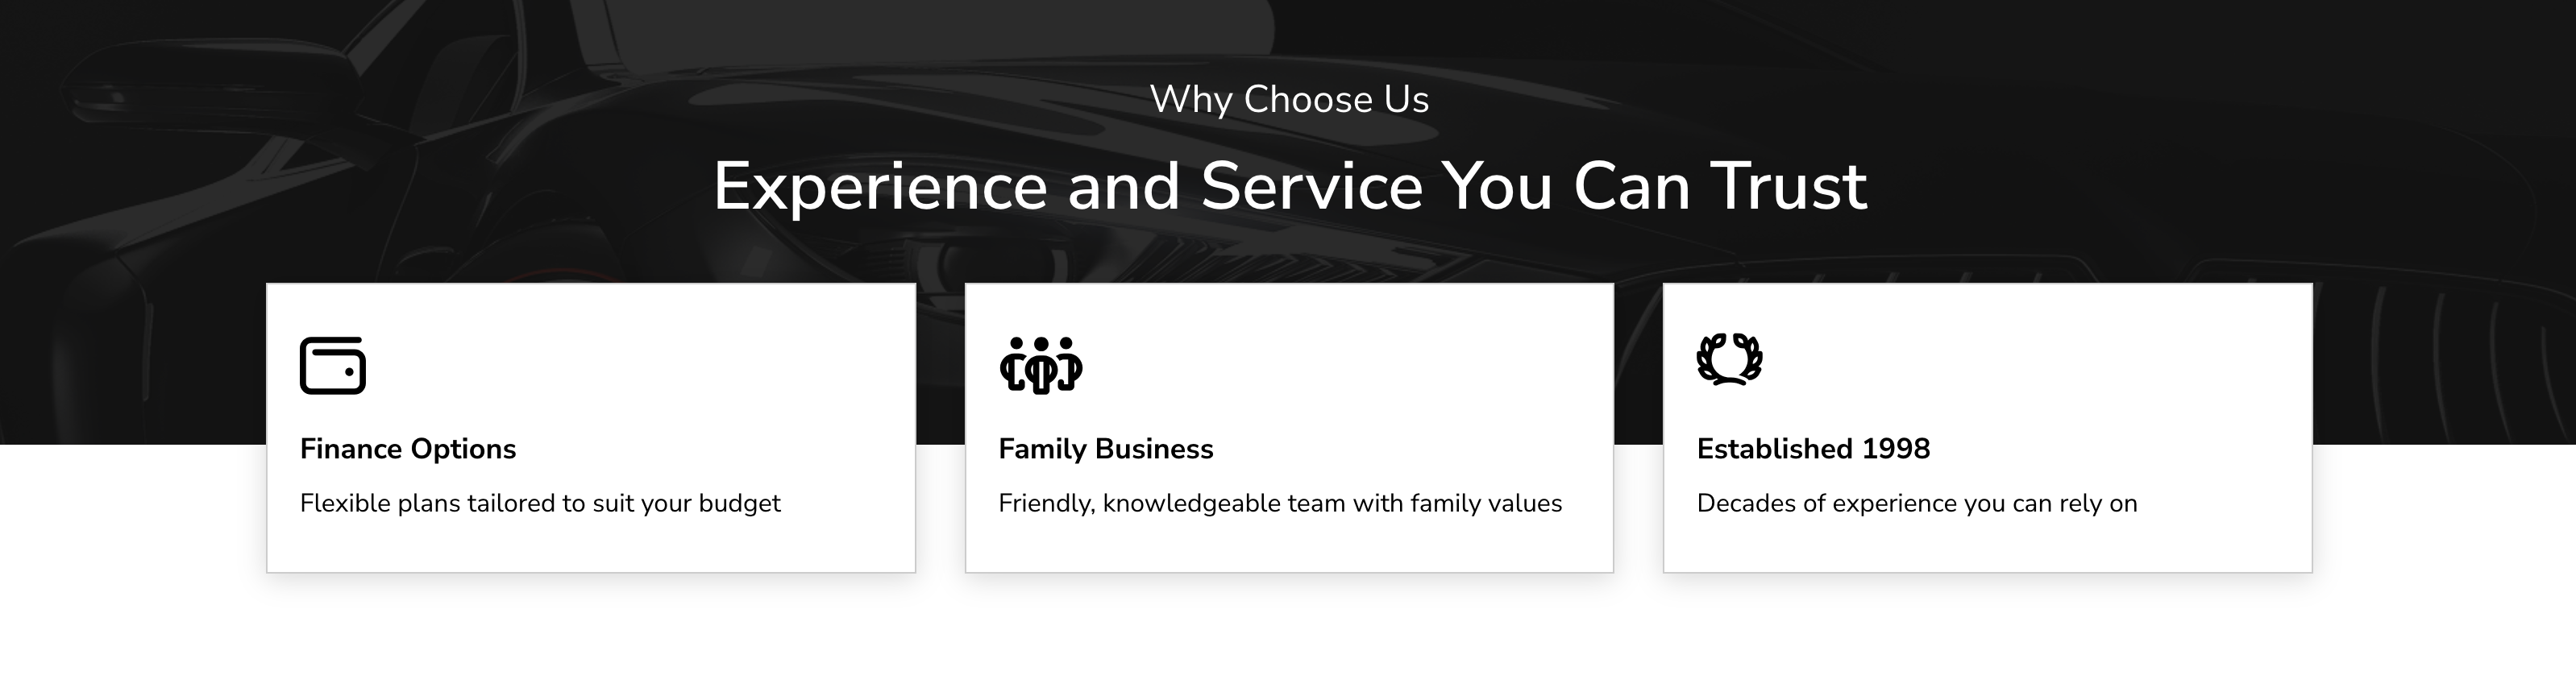 Why Choose Us
Experience and Service You Can Trust
Finance Options
Flexible plans tailored to suit your budget
Family Business
Friendly, knowledgeable team with family values
Established 1998
Decades of experience you can rely on